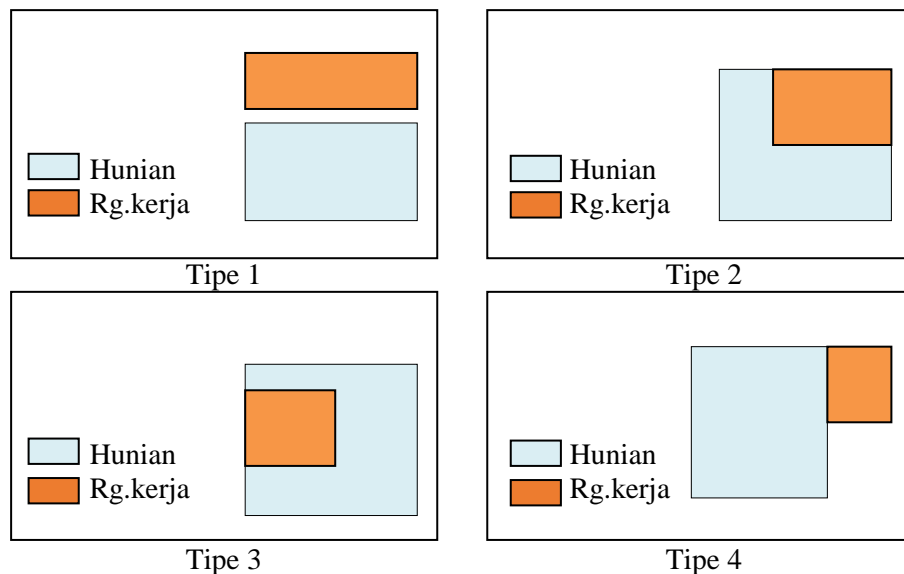 Hunian
Rg.kerja
Tipe 1
Hunian
Rg.kerja
Tipe 2
Hunian
Rg.kerja
Tipe 3
Hunian
Rg.kerja
Tipe 4